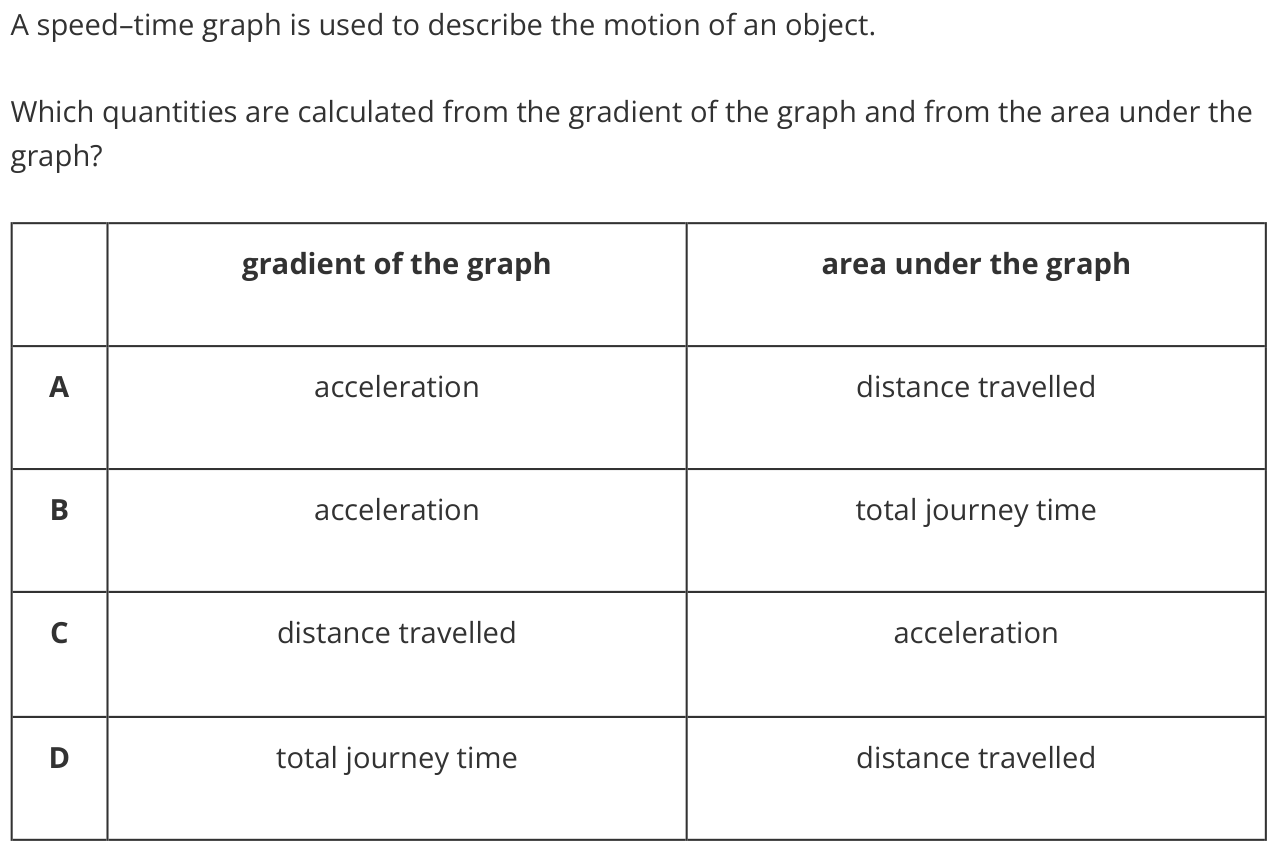 A speed–time graph is used to describe the motion of an object.
Which quantities are calculated from the gradient of the graph and from the area under the
graph?
gradient of the graph area under the graph
A acceleration distance travelled
B acceleration total journey time
C distance travelled acceleration
D total journey time distance travelled